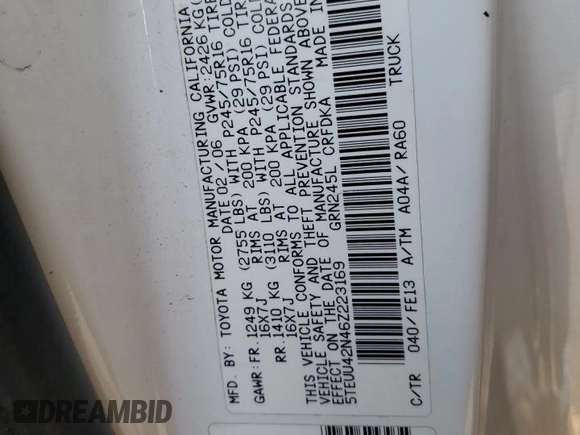 MFD. BY: TOYOTA MOTOR MANUFACTURING CALIFORNIA
DATE 02/06 GVWR: 2426 KG(
GAWR: FR. 1249 KG (2755 LBS) WITH P245/75R16 TIRE
16X7J RIMS AT 200 KPA (29 PSI) COLD
RR. 1410 KG (3110 LBS) WITH P245/75R16 TIRE
16X7J RIMS AT 200 KPA (29 PSI) COLD
THIS VEHICLE CONFORMS TO ALL APPLICABLE FEDERA
VEHICLE SAFETY AND THEFT PREVENTION STANDARDS
EFFECT ON THE DATE OF MANUFACTURE SHOWN ABOVE
5TEUU42N46Z223169 GRN245L CRFDKA MADE IN
C/TR 040/FE13 A/TM A04A/RA60 TRUCK
DREAMBID